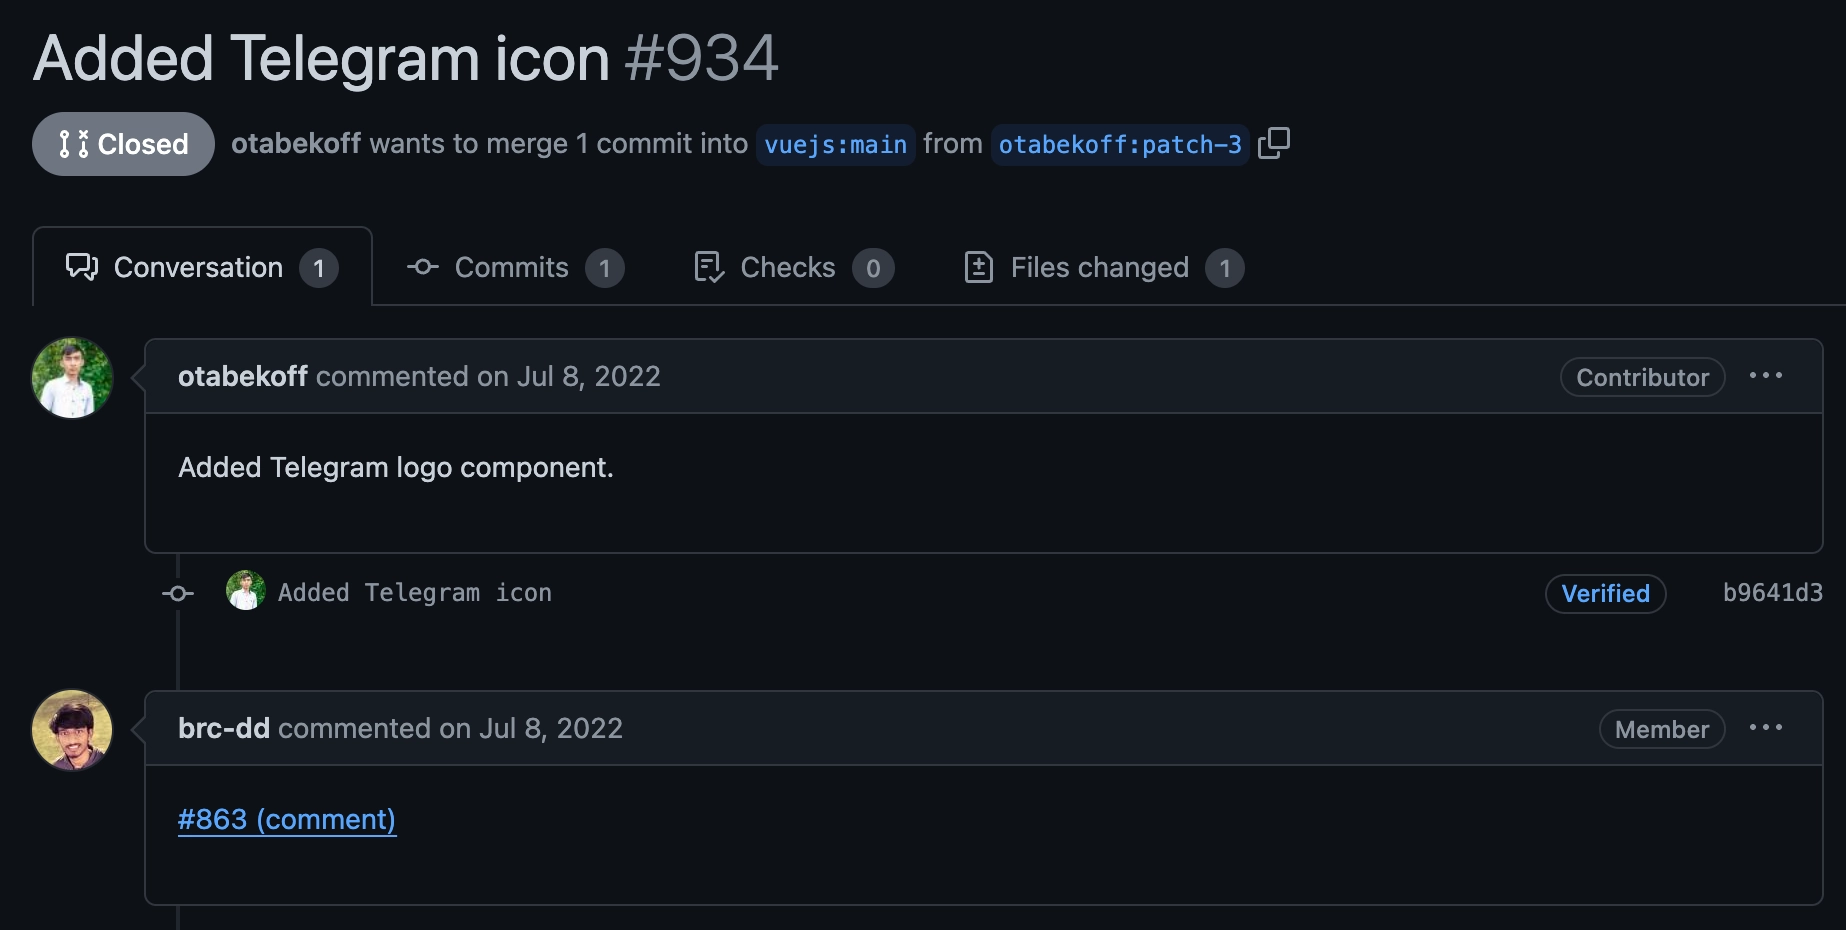 Added Telegram icon #934
Closed otabekoff wants to merge 1 commit into vuejs:main from otabekoff:patch-3
Conversation 1 Commits 1 Checks 0 Files changed 1
otabekoff commented on Jul 8, 2022 Contributor
Added Telegram logo component.
Added Telegram icon Verified b9641d3
brc-dd commented on Jul 8, 2022 Member
#863 (comment)